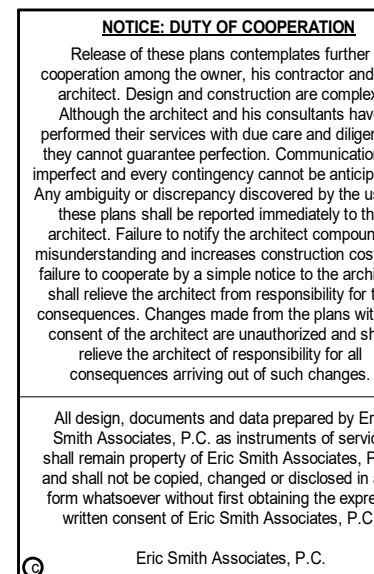 NOTICE: DUTY OF COOPERATION
Release of these plans contemplates further
cooperation among the owner, his contractor and
architect. Design and construction are complex
Although the architect and his consultants hav
performed their services with due care and diligen
they cannot guarantee perfection. Communicatio
imperfect and every contingency cannot be anticip
Any ambiguity or discrepancy discovered by the u
these plans shall be reported immediately to th
architect. Failure to notify the architect compoun
misunderstanding and increases construction cos
failure to cooperate by a simple notice to the archi
shall relieve the architect from responsibility for t
consequences. Changes made from the plans wit
consent of the architect are unauthorized and sh
relieve the architect of responsibility for all
consequences arriving out of such changes.
All design, documents and data prepared by Er
Smith Associates, P.C. as instruments of servic
shall remain property of Eric Smith Associates, P
and shall not be copied, changed or disclosed in
form whatsoever without first obtaining the expre
written consent of Eric Smith Associates, P.C
© Eric Smith Associates, P.C.